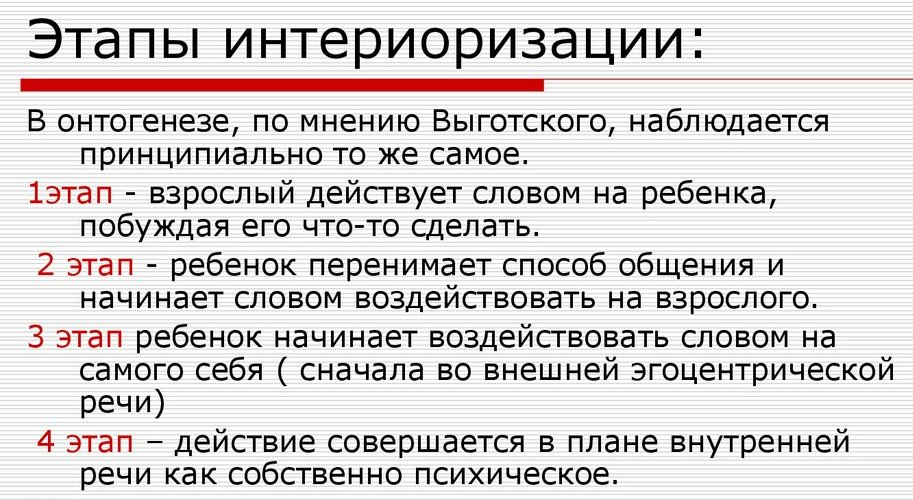 Этапы интериоризации:
В онтогенезе, по мнению Выготского, наблюдается
принципиально то же самое.
1этап - взрослый действует словом на ребенка,
побуждая его что-то сделать.
2 этап - ребенок перенимает способ общения и
начинает словом воздействовать на взрослого.
3 этап ребенок начинает воздействовать словом на
самого себя ( сначала во внешней эгоцентрической
речи)
4 этап – действие совершается в плане внутренней
речи как собственно психическое.